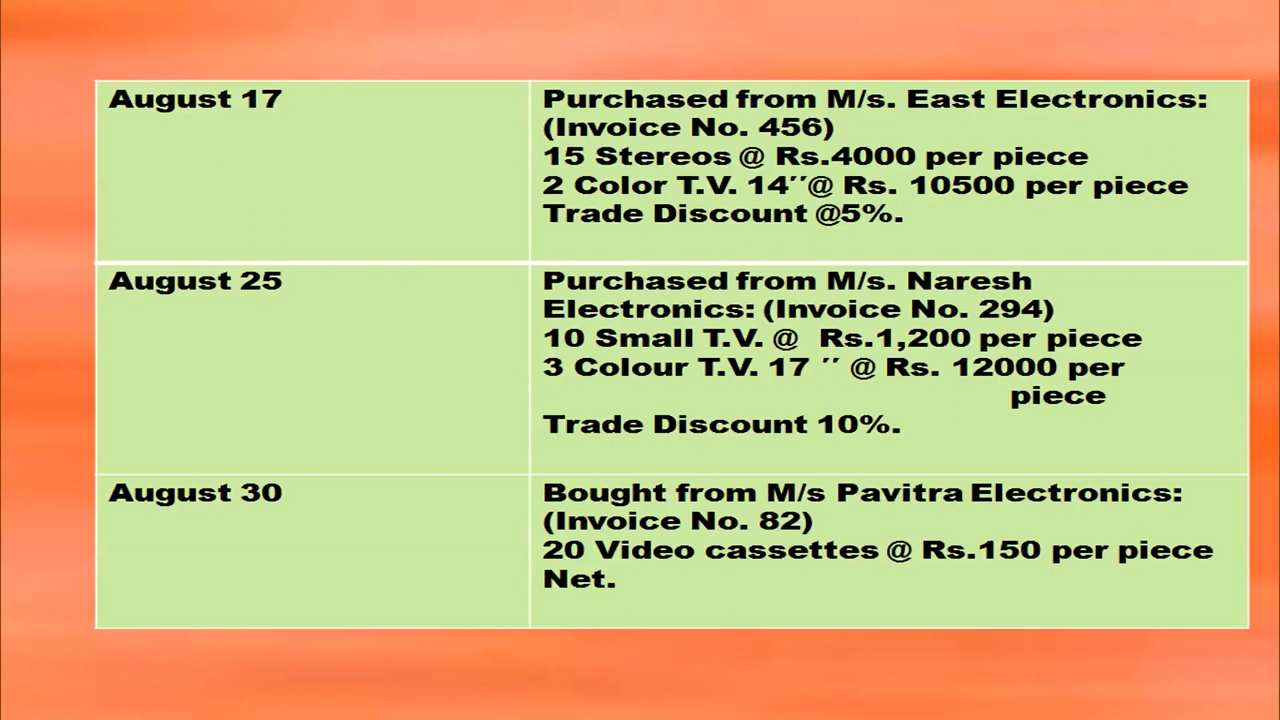 August 17
Purchased from M/s. East Electronics:
(Invoice No. 456)
15 Stereos @ Rs.4000 per piece
2 Color T.V. 14′′@ Rs. 10500 per piece
Trade Discount @5%.
August 25
Purchased from M/s. Naresh
Electronics: (Invoice No. 294)
10 Small T.V. @ Rs.1,200 per piece
3 Colour T.V. 17 ′′ @ Rs. 12000 per
piece
Trade Discount 10%.
August 30
Bought from M/s Pavitra Electronics:
(Invoice No. 82)
20 Video cassettes @ Rs.150 per piece
Net.